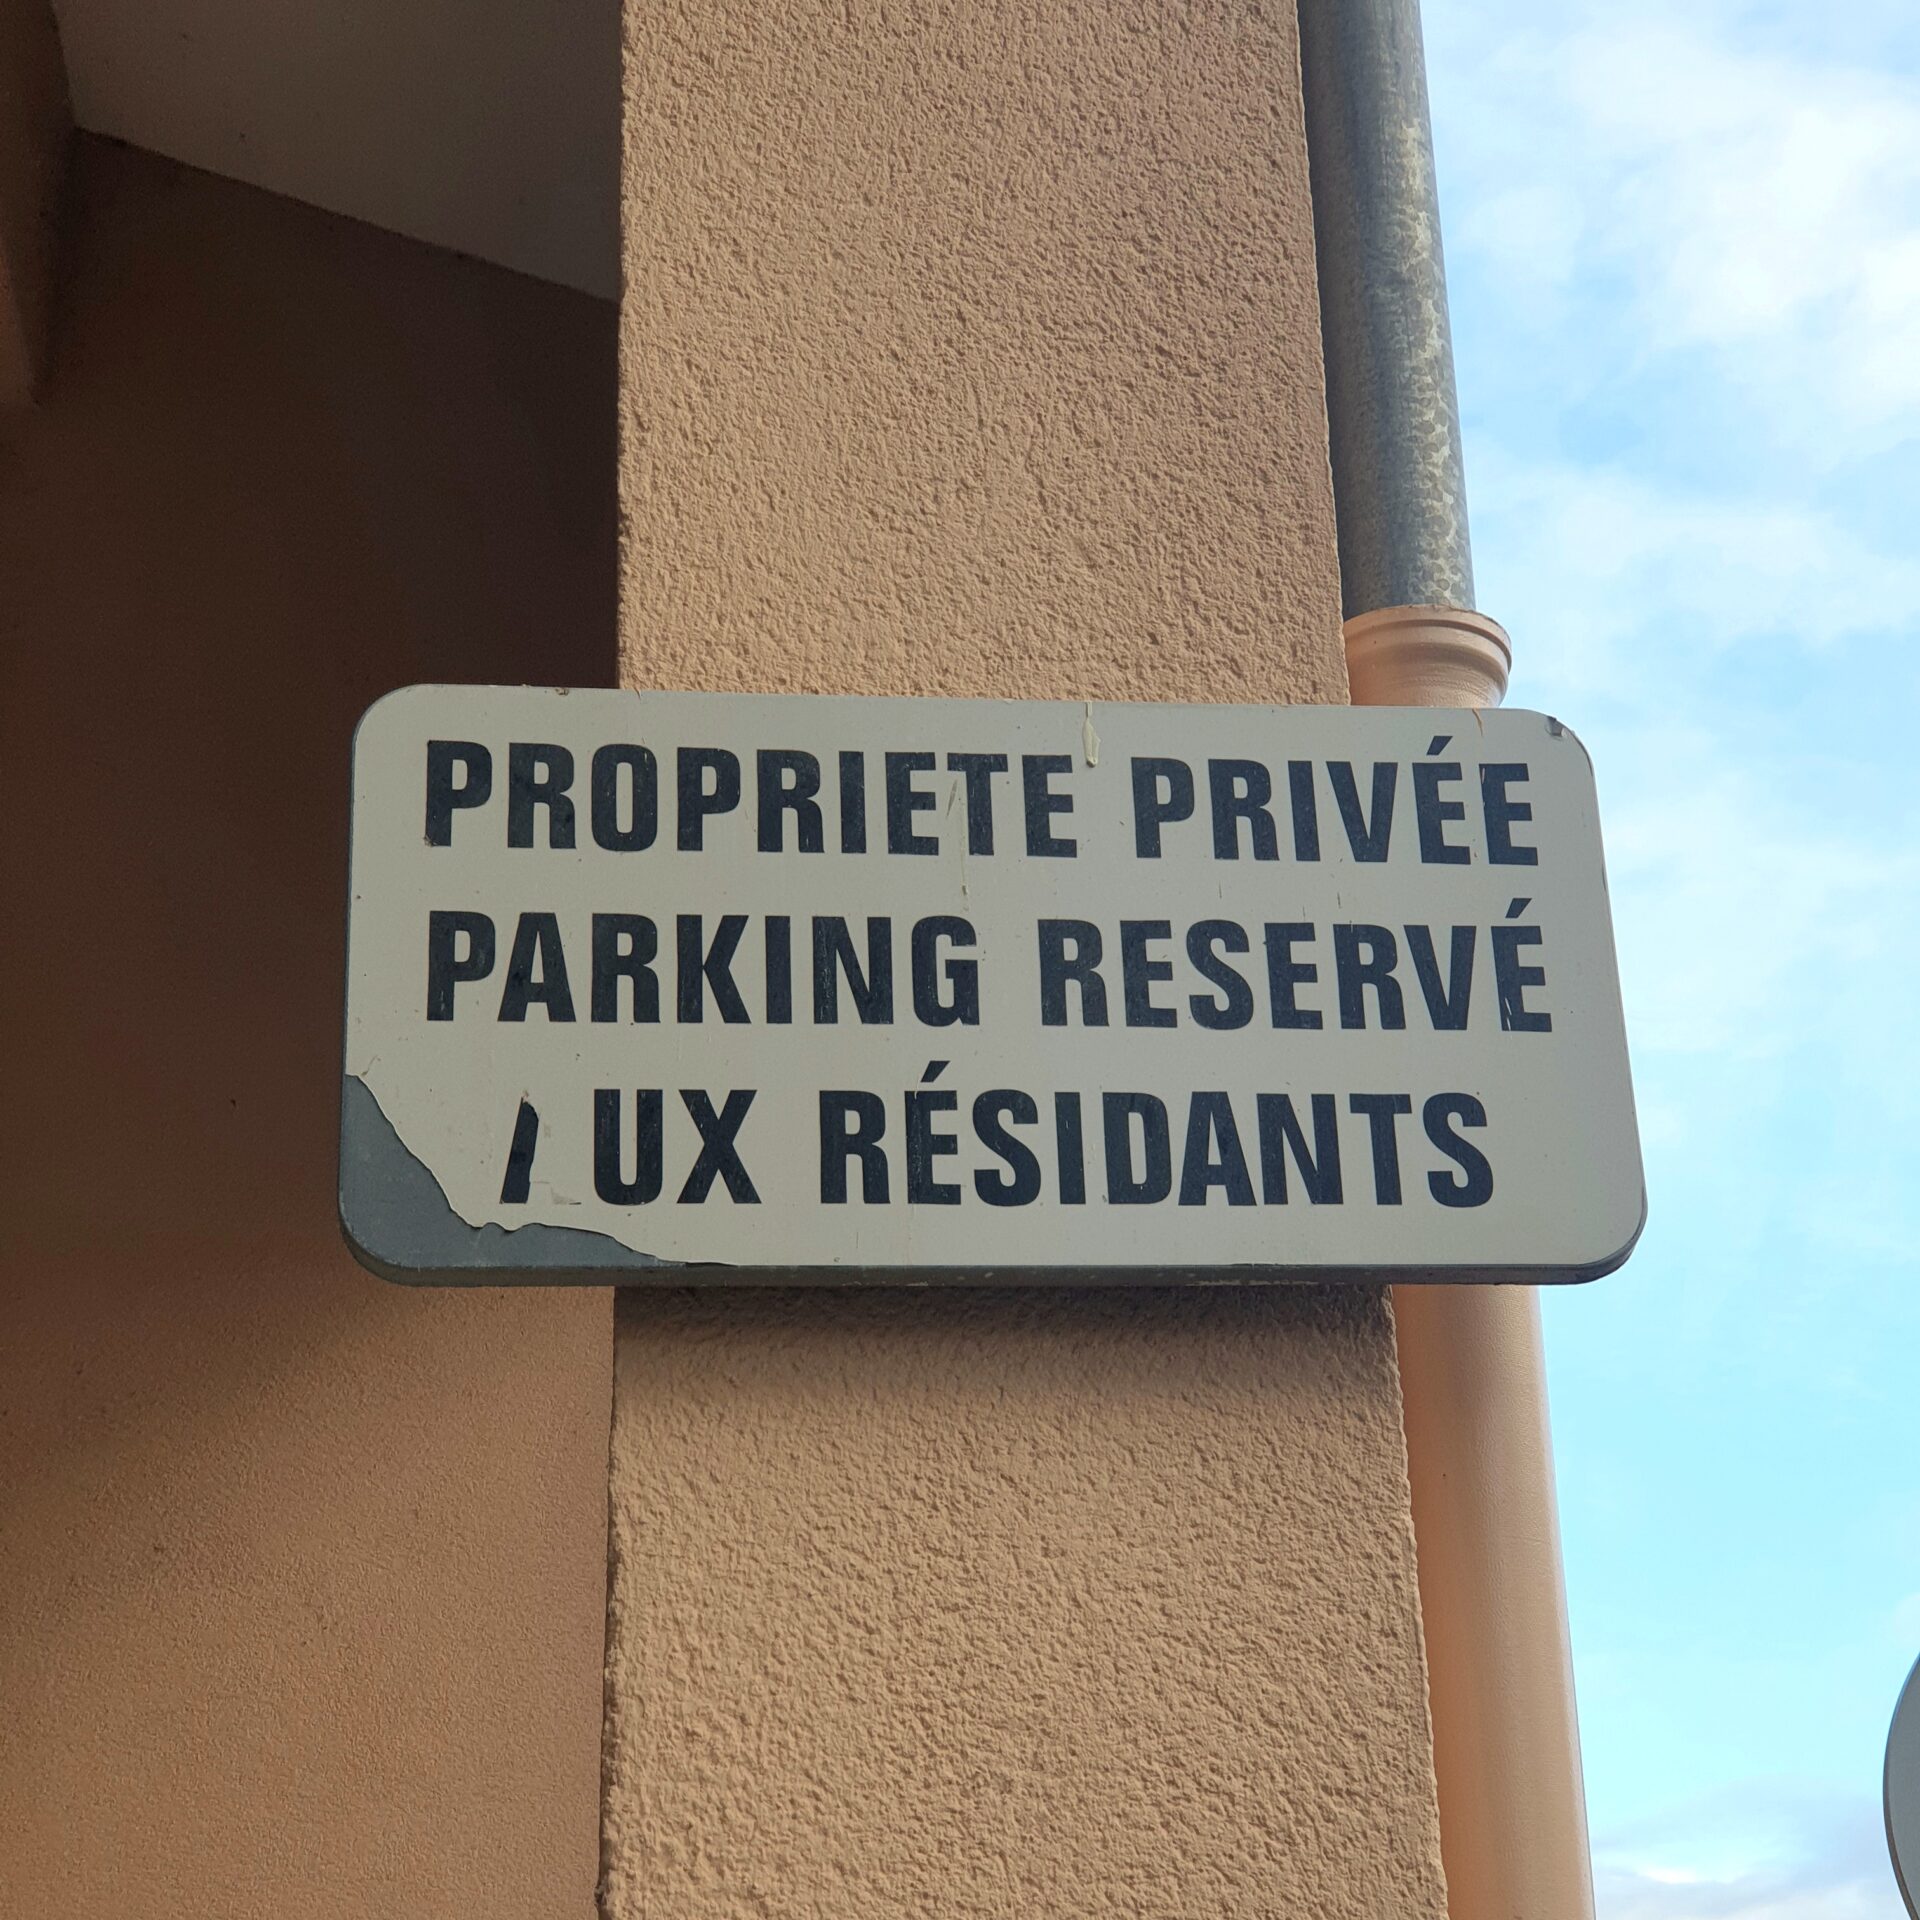 PROPRIETE PRIVÉE
PARKING RESERVÉ
AUX RÉSIDANTS